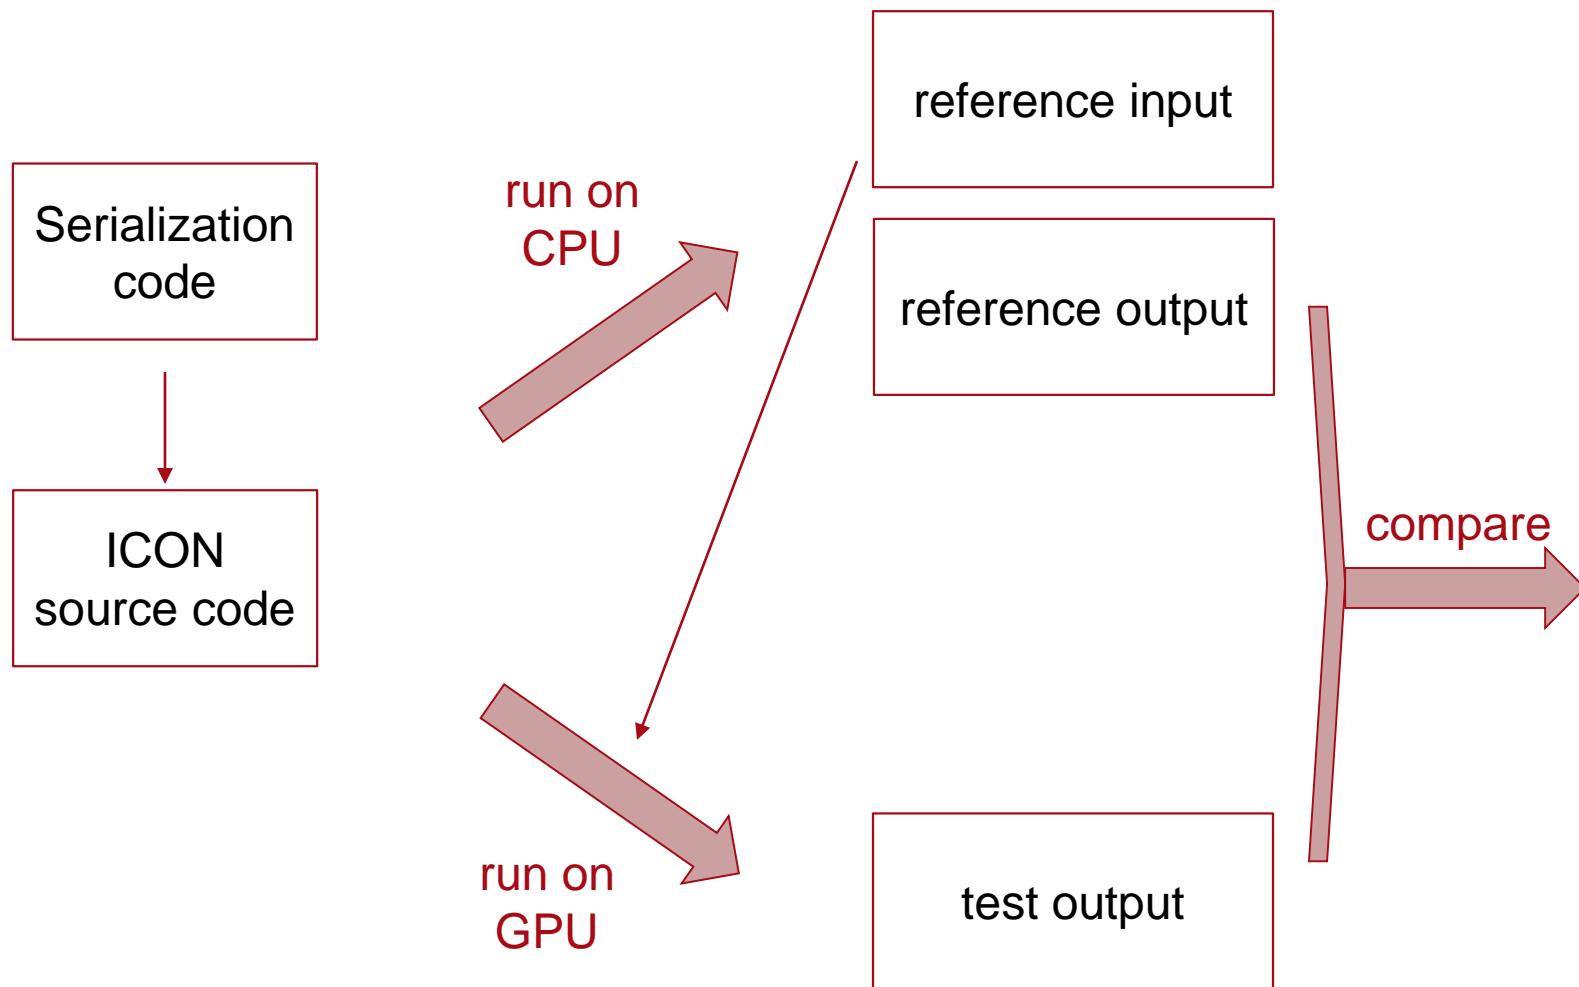 Serialization
code
ICON
source code
run on
CPU
run on
GPU
reference input
reference output
test output
compare